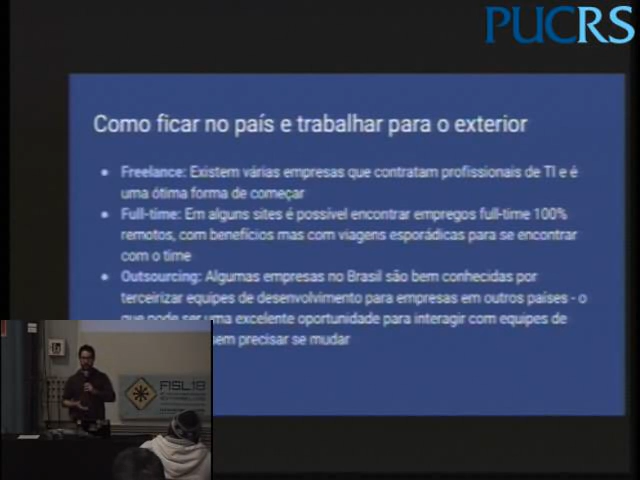 PUCRS
Como ficar no país e trabalhar para o exterior
● Freelance: Existem várias empresas que contratam profissionais de TI e é
uma ótima forma de começar
● Full-time: Em alguns sites é possível encontrar empregos full-time 100%
remotos, com benefícios mas com viagens esporádicas para se encontrar
com o time
● Outsourcing: Algumas empresas no Brasil são bem conhecidas por
terceirizar equipes de desenvolvimento para empresas em outros países - o
que pode ser uma excelente oportunidade para interagir com equipes de
sem precisar se mudar
FISL18